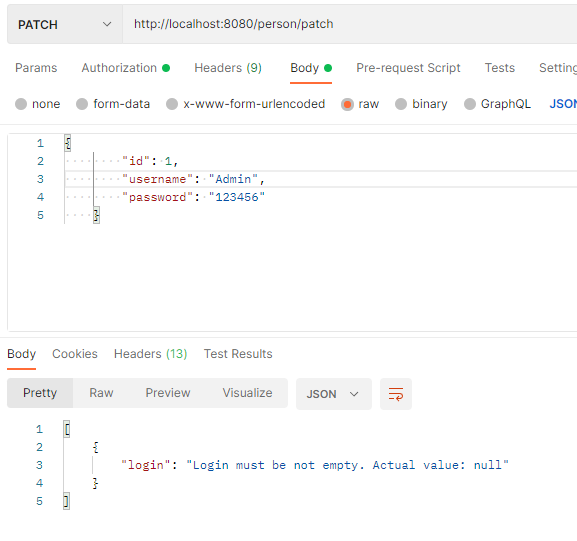 PATCH http://localhost:8080/person/patch
Params Authorization Headers (9) Body Pre-request Script Tests Setting
none form-data x-www-form-urlencoded raw binary GraphQL JSON
1 {
2 "id": 1,
3 "username": "Admin",
4 "password": "123456"
5 }
Body Cookies Headers (13) Test Results
Pretty Raw Preview Visualize JSON
1 [
2 {
3 "login": "Login must be not empty. Actual value: null"
4 }
5 ]